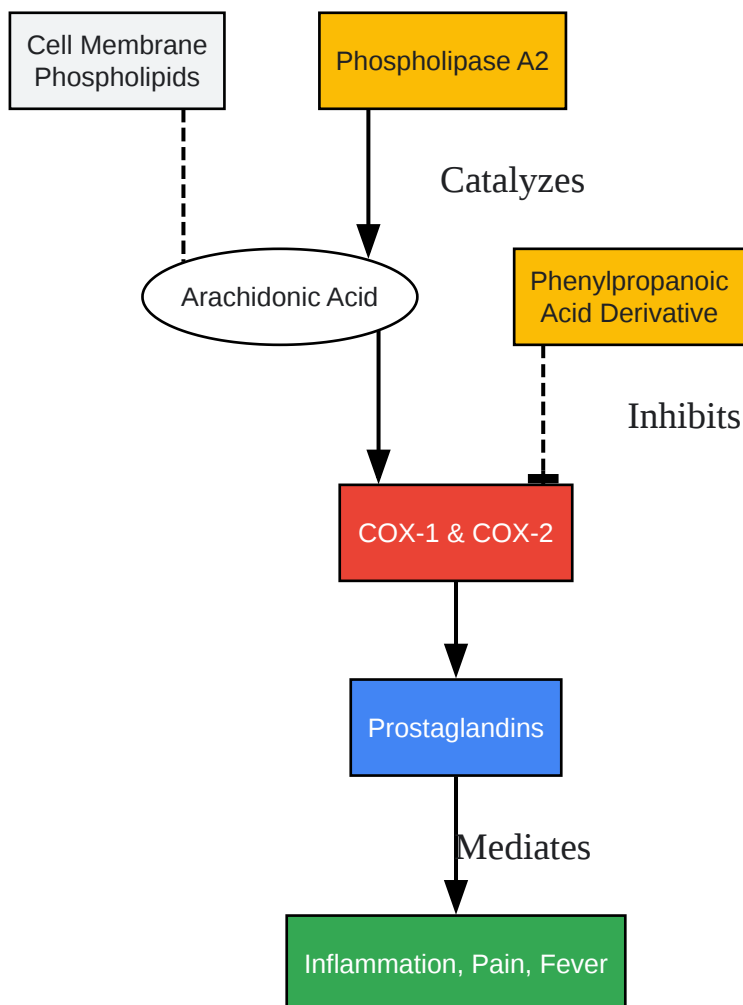 Cell Membrane
Phospholipids
Phospholipase A2
Catalyzes
Arachidonic Acid
Phenylpropanoic
Acid Derivative
Inhibits
COX-1 & COX-2
Prostaglandins
Mediates
Inflammation, Pain, Fever